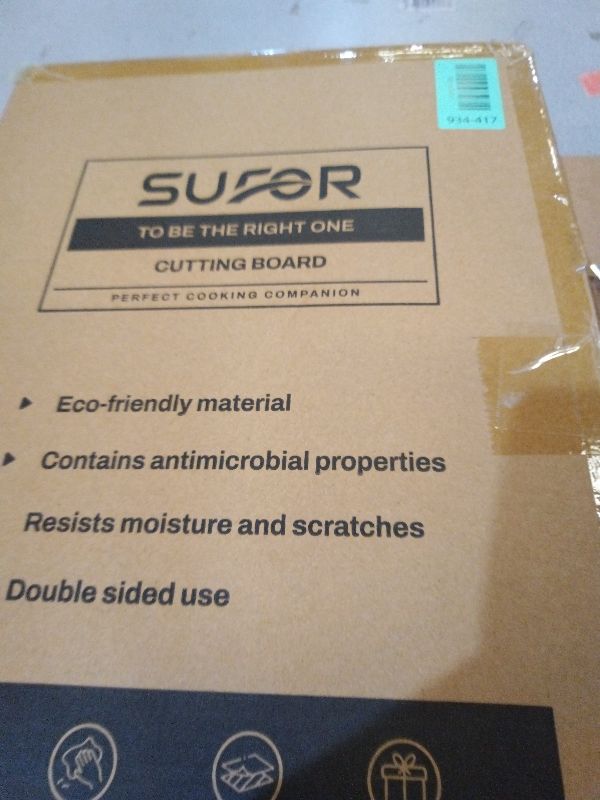 934-417
SUFOR
TO BE THE RIGHT ONE
CUTTING BOARD
PERFECT COOKING COMPANION
Eco-friendly material
Contains antimicrobial properties
Resists moisture and scratches
Double sided use